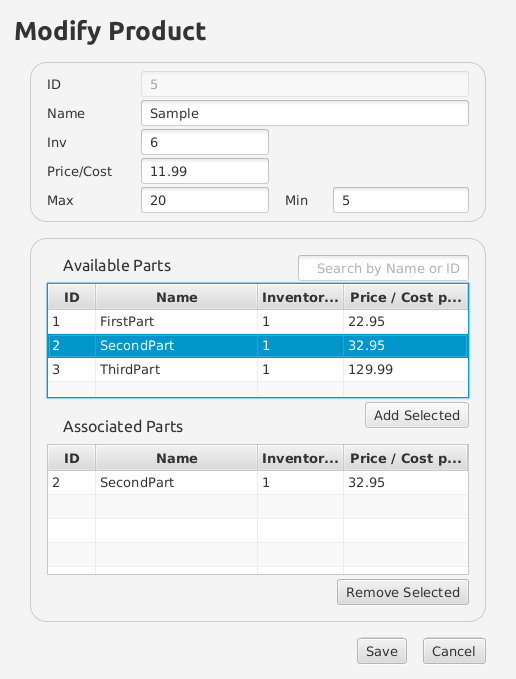 Modify Product
ID 5
Name Sample
Inv 6
Price/Cost 11.99
Max 20 Min 5
Available Parts Search by Name or ID
ID Name Inventor... Price / Cost p...
1 FirstPart 1 22.95
2 SecondPart 1 32.95
3 ThirdPart 1 129.99
Add Selected
Associated Parts
ID Name Inventor... Price / Cost p...
2 SecondPart 1 32.95
Remove Selected
Save Cancel